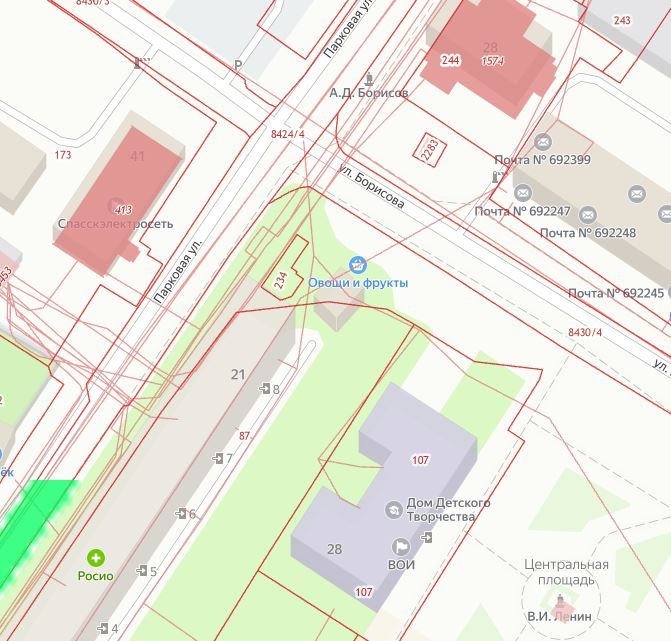 8430/3
Парковая ул.
243
28
244
1574
Р
А.Д. Борисов
8424/4
2283
Почта № 692399
173
41
ул. Борисова
413
Спасскэлектросеть
Почта № 692247
Почта № 692248
Парковая ул.
234
Овощи и фрукты
Почта № 692245
8430/4
ул.
21
8
87
107
7
ёк
Дом Детского
Творчества
6
28
ВОИ
Росио
5
Центральная
площадь
107
В.И. Ленин
4